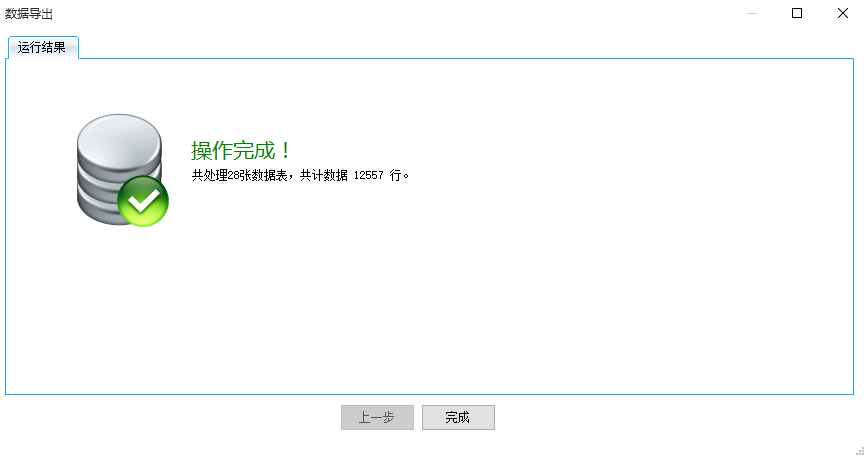 数据导出
运行结果
操作完成！
共处理28张数据表，共计数据 12557 行。
上一步
完成